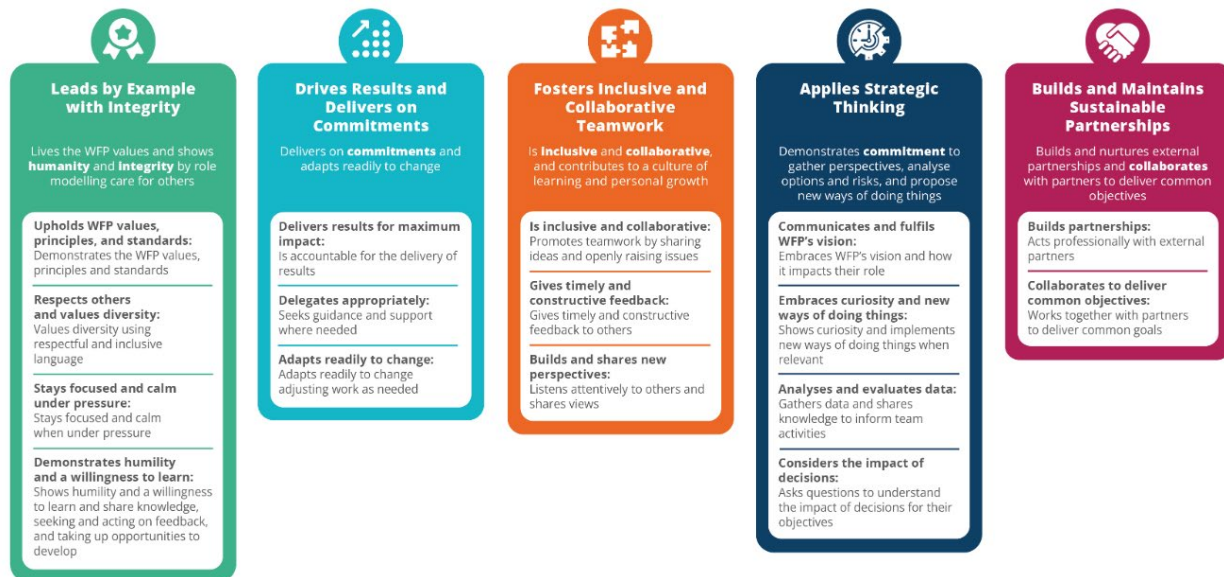 Leads by Example
with Integrity
Lives the WFP values and shows
humanity and integrity by role
modelling care for others
Upholds WFP values,
principles, and standards:
Demonstrates the WFP values,
principles and standards
Respects others
and values diversity:
Values diversity using
respectful and inclusive
language
Stays focused and calm
under pressure:
Stays focused and calm
when under pressure
Demonstrates humility
and a willingness to learn:
Shows humility and a willingness
to learn and share knowledge,
seeking and acting on feedback,
and taking up opportunities to
develop
Drives Results and
Delivers on
Commitments
Delivers on commitments and
adapts readily to change
Delivers results for maximum
impact:
Is accountable for the delivery of
results
Delegates appropriately:
Seeks guidance and support
where needed
Adapts readily to change:
Adapts readily to change
adjusting work as needed
Fosters Inclusive and
Collaborative
Teamwork
Is inclusive and collaborative,
and contributes to a culture of
learning and personal growth
Is inclusive and collaborative:
Promotes teamwork by sharing
ideas and openly raising issues
Gives timely and
constructive feedback:
Gives timely and constructive
feedback to others
Builds and shares new
perspectives:
Listens attentively to others and
shares views
Applies Strategic
Thinking
Demonstrates commitment to
gather perspectives, analyse
options and risks, and propose
new ways of doing things
Communicates and fulfils
WFP's vision:
Embraces WFP's vision and how
it impacts their role
Embraces curiosity and new
ways of doing things:
Shows curiosity and implements
new ways of doing things when
relevant
Analyses and evaluates data:
Gathers data and shares
knowledge to inform team
activities
Considers the impact of
decisions:
Asks questions to understand
the impact of decisions for their
objectives
Builds and Maintains
Sustainable
Partnerships
Builds and nurtures external
partnerships and collaborates
with partners to deliver common
objectives
Builds partnerships:
Acts professionally with external
partners
Collaborates to deliver
common objectives:
Works together with partners
to deliver common goals